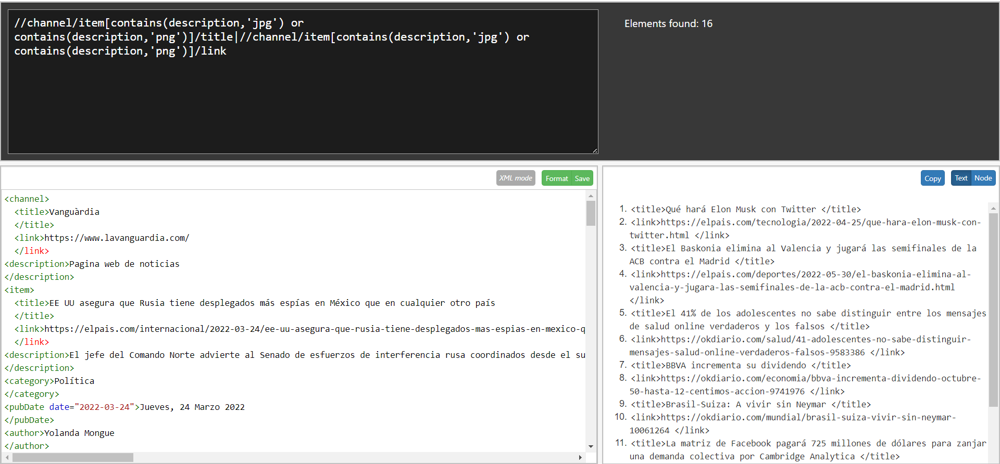 //channel/item[contains(description,'jpg') or
contains(description,'png')]/title|//channel/item[contains(description,'jpg') or
contains(description,'png')]/link
Elements found: 16
XML mode
Format
Save
<channel>
<title>Vanguàrdia
</title>
<link>https://www.lavanguardia.com/
</link>
<description>Pagina web de noticias
</description>
<item>
<title>EE UU asegura que Rusia tiene desplegados más espías en México que en cualquier otro país
</title>
<link>https://elpais.com/internacional/2022-03-24/ee-uu-asegura-que-rusia-tiene-desplegados-mas-espias-en-mexico-q
</link>
<description>El jefe del Comando Norte advierte al Senado de esfuerzos de interferencia rusa coordinados desde el su
</description>
<category>Política
</category>
<pubDate date="2022-03-24">Jueves, 24 Marzo 2022
</pubDate>
<author>Yolanda Mongue
</author>
Copy
Text
Node
1. <title>Qué hará Elon Musk con Twitter </title>
2. <link>https://elpais.com/tecnologia/2022-04-25/que-hara-elon-musk-con-
twitter.html </link>
3. <title>El Baskonia elimina al Valencia y jugará las semifinales de la
ACB contra el Madrid </title>
4. <link>https://elpais.com/deportes/2022-05-30/el-baskonia-elimina-al-
valencia-y-jugara-las-semifinales-de-la-acb-contra-el-madrid.html
</link>
5. <title>El 41% de los adolescentes no sabe distinguir entre los mensajes
de salud online verdaderos y los falsos </title>
6. <link>https://okdiario.com/salud/41-adolescentes-no-sabe-distinguir-
mensajes-salud-online-verdaderos-falsos-9583386 </link>
7. <title>BBVA incrementa su dividendo </title>
8. <link>https://okdiario.com/economia/bbva-incrementa-dividendo-octubre-
50-hasta-12-centimos-accion-9741976 </link>
9. <title>Brasil-Suiza: A vivir sin Neymar </title>
10. <link>https://okdiario.com/mundial/brasil-suiza-vivir-sin-neymar-
10061264 </link>
11. <title>La matriz de Facebook pagará 725 millones de dólares para zanjar
una demanda colectiva por Cambridge Analytica </title>